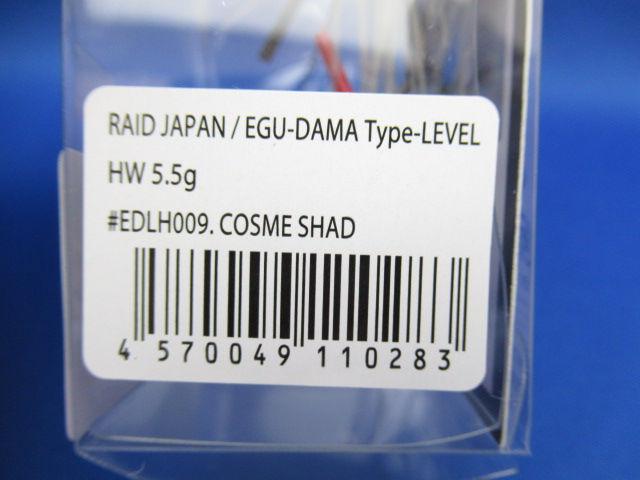 RAID JAPAN / EGU-DAMA Type-LEVEL
HW 5.5g
#EDLH009. COSME SHAD
4 570049 110283